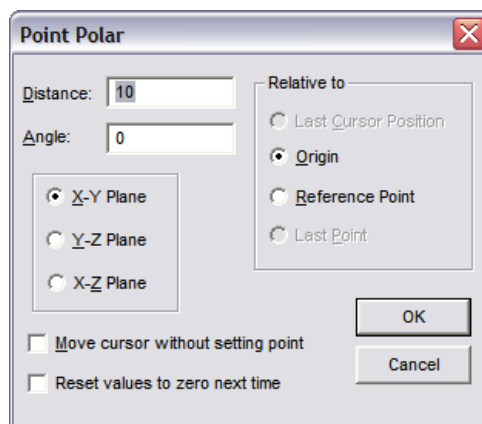 Point Polar
Distance: 10
Angle: 0
X-Y Plane
Y-Z Plane
X-Z Plane
Relative to
Last Cursor Position
Origin
Reference Point
Last Point
Move cursor without setting point
Reset values to zero next time
OK
Cancel